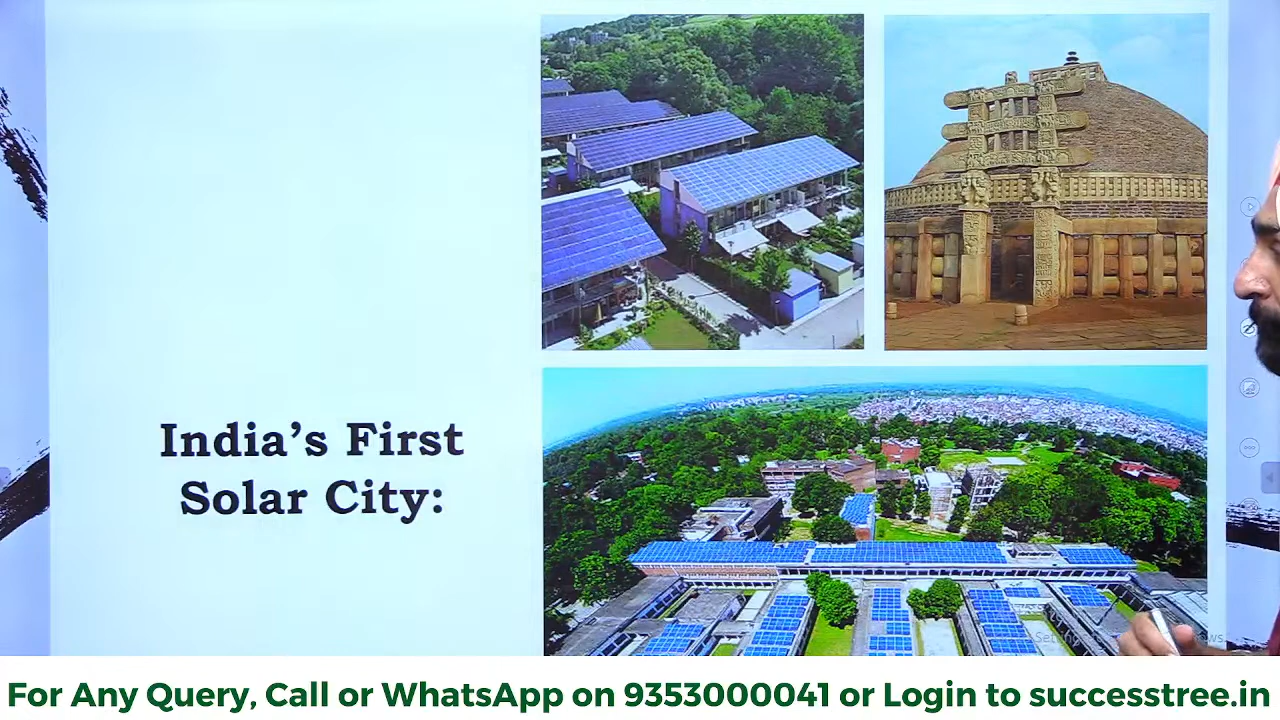 India's First
Solar City:
For Any Query, Call or WhatsApp on 9353000041 or Login to successtree.in